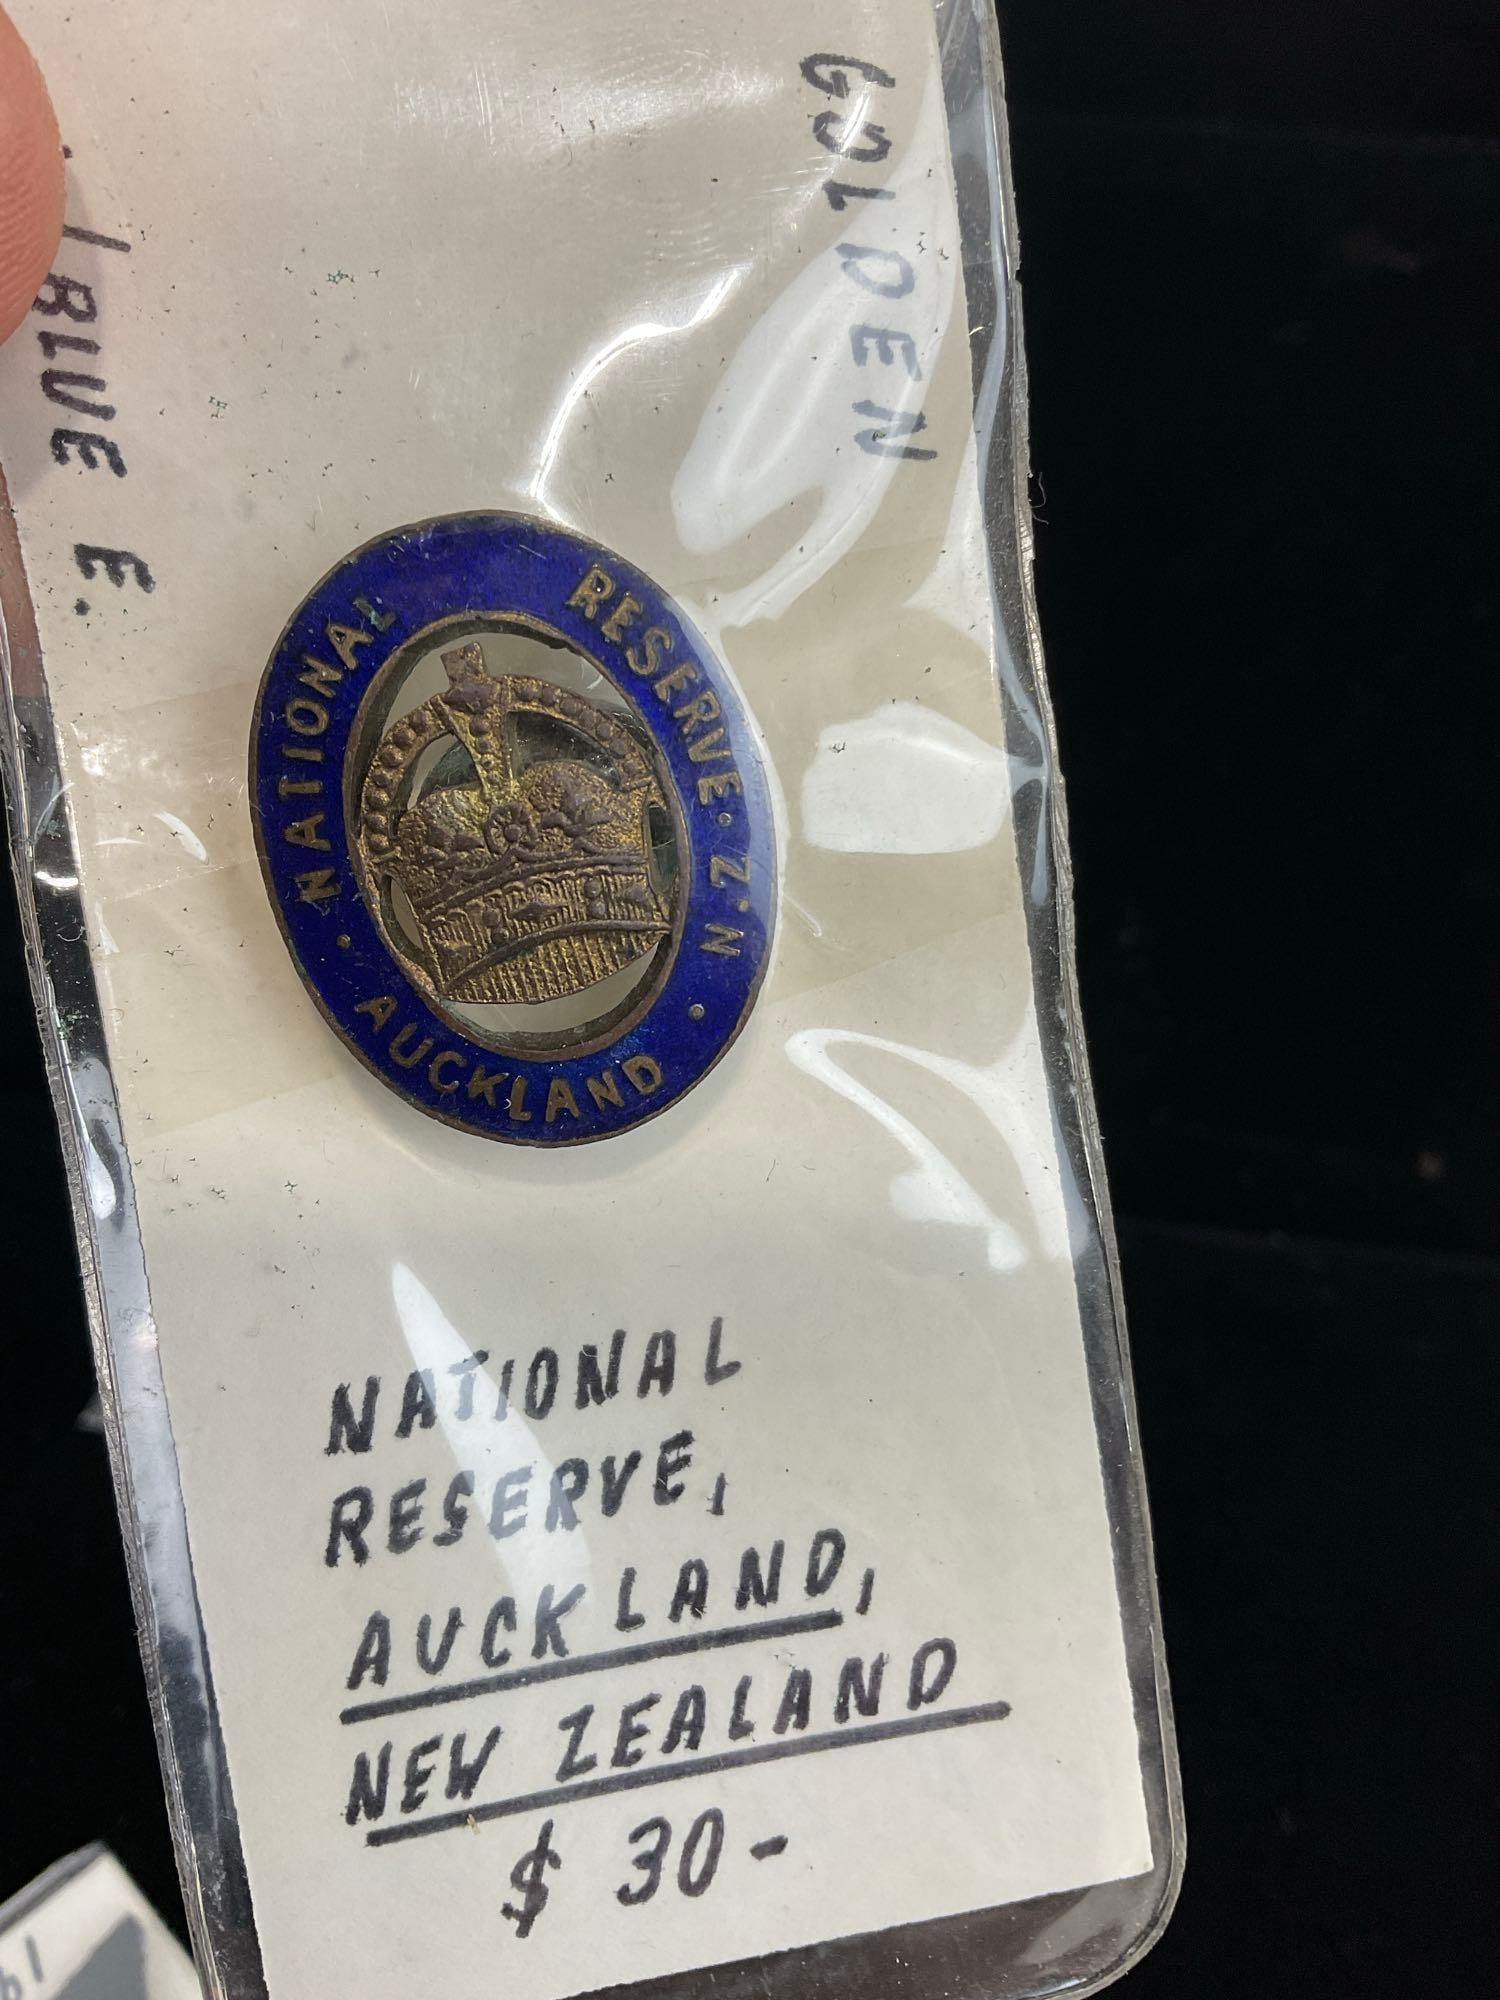 GOLDEN
/ BLUE E.
NATIONAL RESERVE · N.Z
· AUCKLAND ·
NATIONAL
RESERVE,
AUCKLAND,
NEW ZEALAND
$ 30-